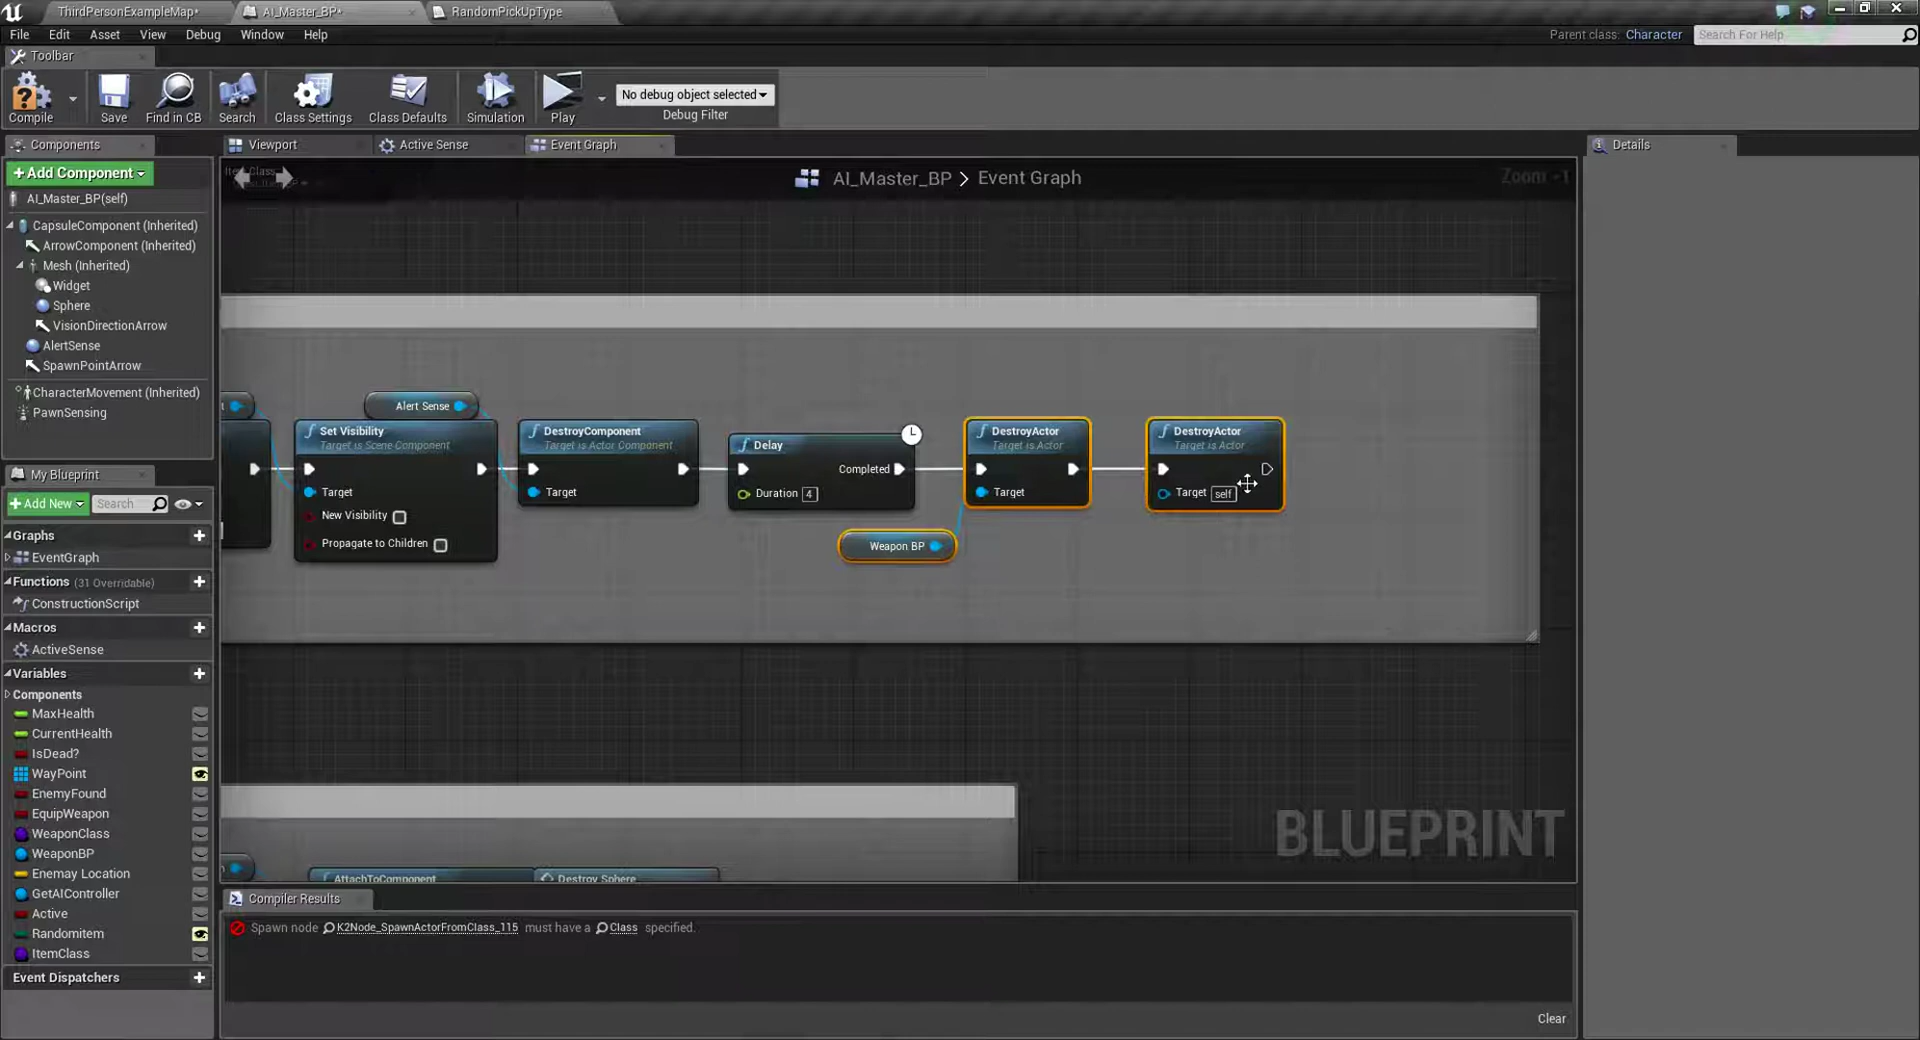 ThirdPersonExampleMap*
AI_Master_BP*
RandomPickUpType
File
Edit
Asset
View
Debug
Window
Help
Parent class: Character
Search For Help
Toolbar
Compile
Save
Find in CB
Search
Class Settings
Class Defaults
Simulation
Play
No debug object selected
Debug Filter
Components
+Add Component
AI_Master_BP(self)
CapsuleComponent (Inherited)
ArrowComponent (Inherited)
Mesh (Inherited)
Widget
Sphere
VisionDirectionArrow
AlertSense
SpawnPointArrow
CharacterMovement (Inherited)
PawnSensing
My Blueprint
+Add New
Search
Graphs
EventGraph
Functions (31 Overridable)
ConstructionScript
Macros
ActiveSense
Variables
Components
MaxHealth
CurrentHealth
IsDead?
WayPoint
EnemyFound
EquipWeapon
WeaponClass
WeaponBP
Enemay Location
GetAIController
Active
Randomitem
ItemClass
Event Dispatchers
Viewport
Active Sense
Event Graph
AI_Master_BP > Event Graph
Zoom -1
Alert Sense
Set Visibility
Target is Scene Component
Target
New Visibility
Propagate to Children
DestroyComponent
Target is Actor Component
Target
Delay
Completed
Duration 4
DestroyActor
Target is Actor
Target
Weapon BP
DestroyActor
Target is Actor
Target self
AttachToComponent
Destroy Sphere
BLUEPRINT
Compiler Results
Spawn node K2Node_SpawnActorFromClass_115 must have a Class specified.
Clear
Details